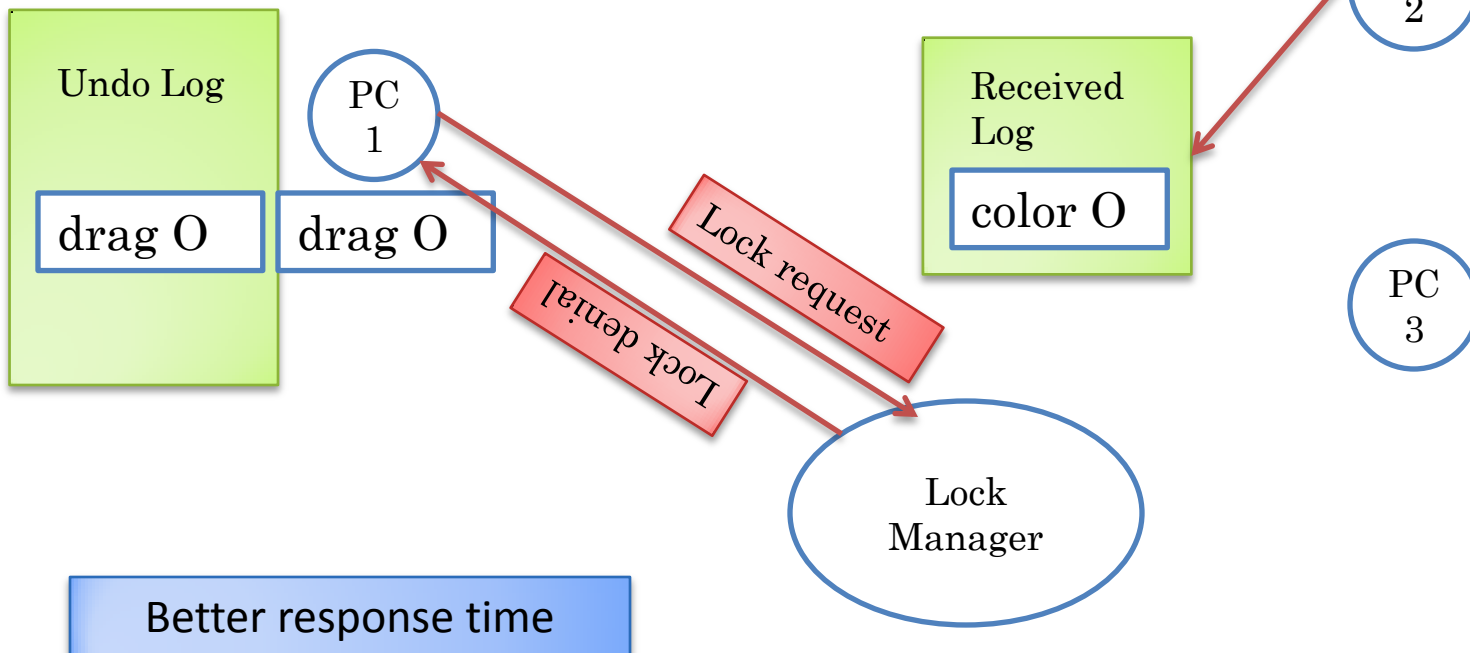 2
Undo Log
PC
1
Received
Log
drag O
drag O
color O
Lock request
Lock denial
PC
3
Lock
Manager
Better response time